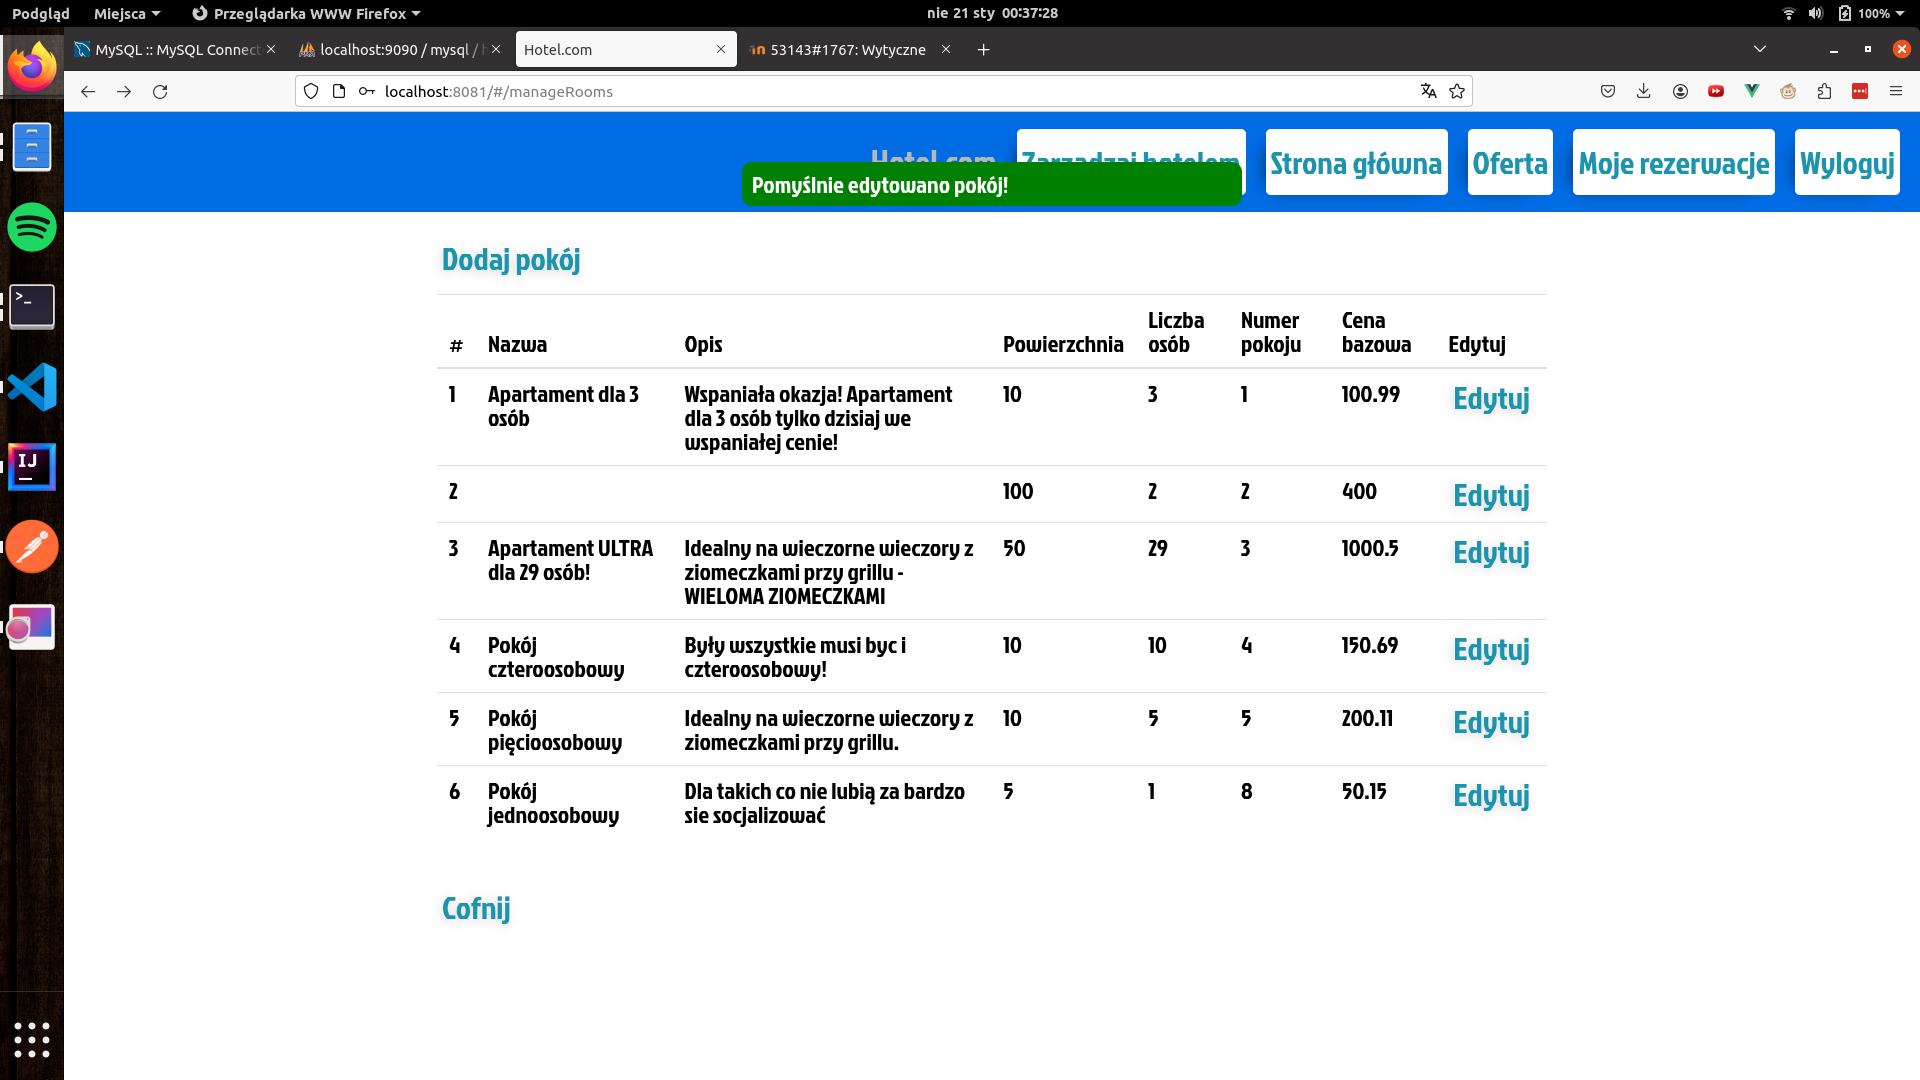 Podgląd Miejsca Przeglądarka WWW Firefox nie 21 sty 00:37:28 100%
MySQL :: MySQL Connect localhost:9090 / mysql / Hotel.com 53143#1767: Wytyczne
localhost:8081/#/manageRooms
Hotel.com Zarządzaj hotelem Strona główna Oferta Moje rezerwacje Wyloguj
Pomyślnie edytowano pokój!
Dodaj pokój
# Nazwa Opis Powierzchnia Liczba osób Numer pokoju Cena bazowa Edytuj
1 Apartament dla 3 osób Wspaniała okazja! Apartament dla 3 osób tylko dzisiaj we wspaniałej cenie! 10 3 1 100.99 Edytuj
2 100 2 2 400 Edytuj
3 Apartament ULTRA dla 29 osób! Idealny na wieczorne wieczory z ziomeczkami przy grillu - WIELOMA ZIOMECZKAMI 50 29 3 1000.5 Edytuj
4 Pokój czteroosobowy Były wszystkie musi byc i czteroosobowy! 10 10 4 150.69 Edytuj
5 Pokój pięcioosobowy Idealny na wieczorne wieczory z ziomeczkami przy grillu. 10 5 5 200.11 Edytuj
6 Pokój jednoosobowy Dla takich co nie lubią za bardzo sie socjalizować 5 1 8 50.15 Edytuj
Cofnij